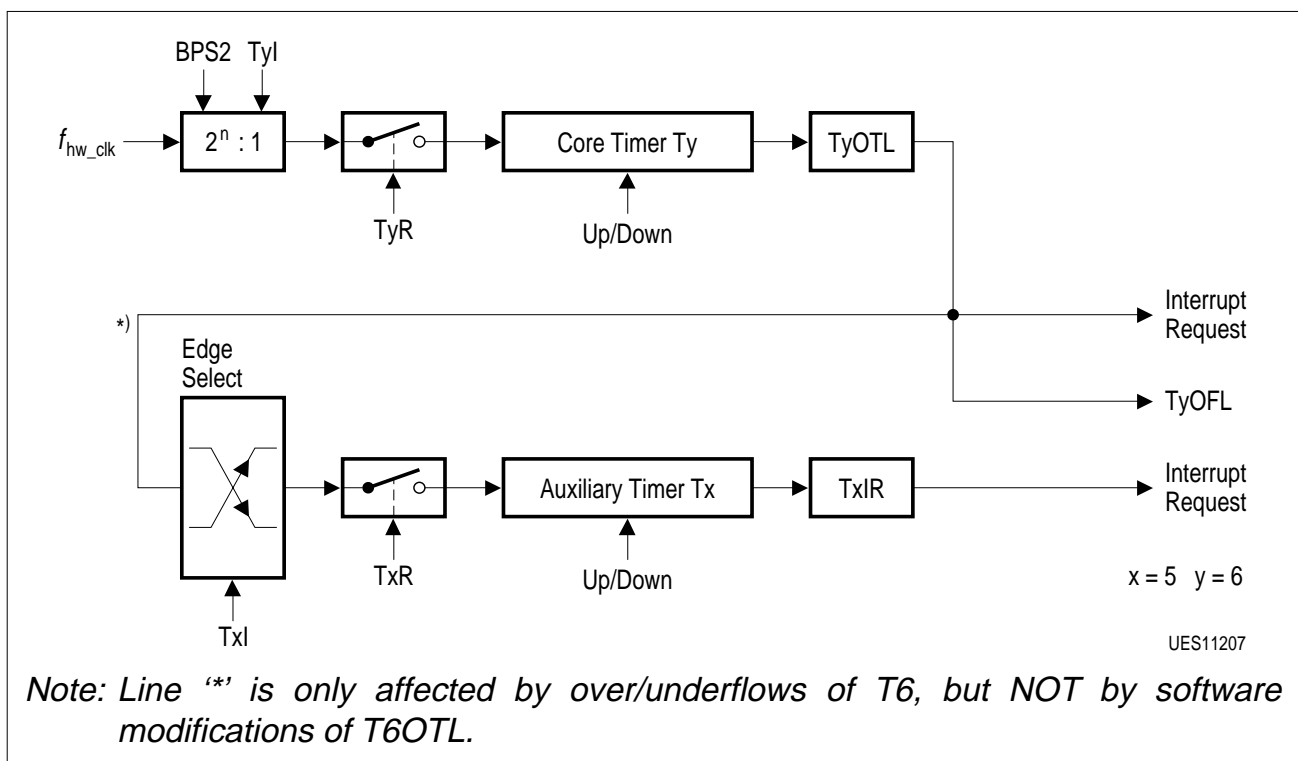 BPS2 TyI
fhw_clk
2n : 1
Core Timer Ty
TyOTL
TyR
Up/Down
*)
Interrupt
Request
Edge
Select
TyOFL
Auxiliary Timer Tx
TxIR
Interrupt
Request
TxR
Up/Down
x = 5 y = 6
TxI
UES11207
Note: Line ‘*’ is only affected by over/underflows of T6, but NOT by software
modifications of T6OTL.